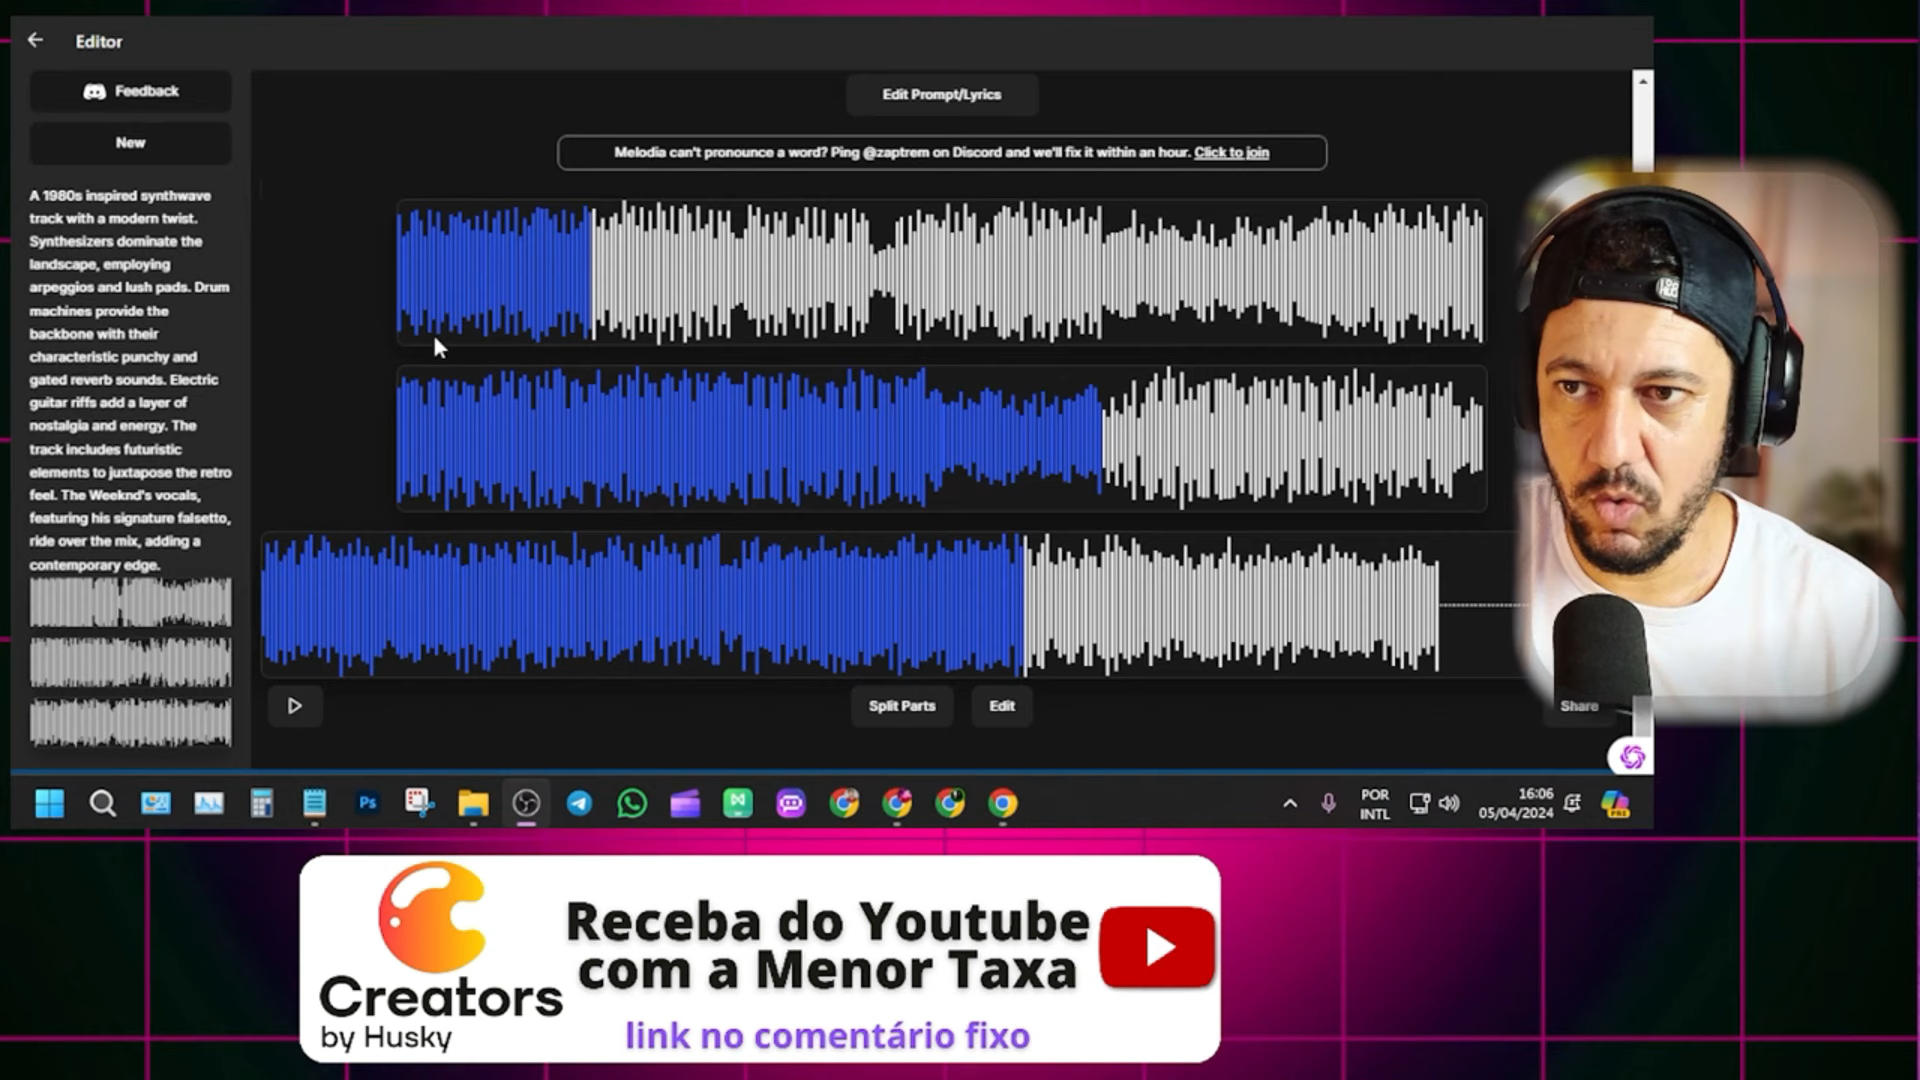 Editor
Feedback
New
Edit Prompt/Lyrics
Melodia can't pronounce a word? Ping @zaptrem on Discord and we'll fix it within an hour. Click to join
A 1980s inspired synthwave
track with a modern twist.
Synthesizers dominate the
landscape, employing
arpeggios and lush pads. Drum
machines provide the
backbone with their
characteristic punchy and
gated reverb sounds. Electric
guitar riffs add a layer of
nostalgia and energy. The
track includes futuristic
elements to juxtapose the retro
feel. The Weeknd's vocals,
featuring his signature falsetto,
ride over the mix, adding a
contemporary edge.
Split Parts
Edit
Share
Ps
POR
INTL
16:06
05/04/2024
PRE
Creators
by Husky
Receba do Youtube
com a Menor Taxa
link no comentário fixo